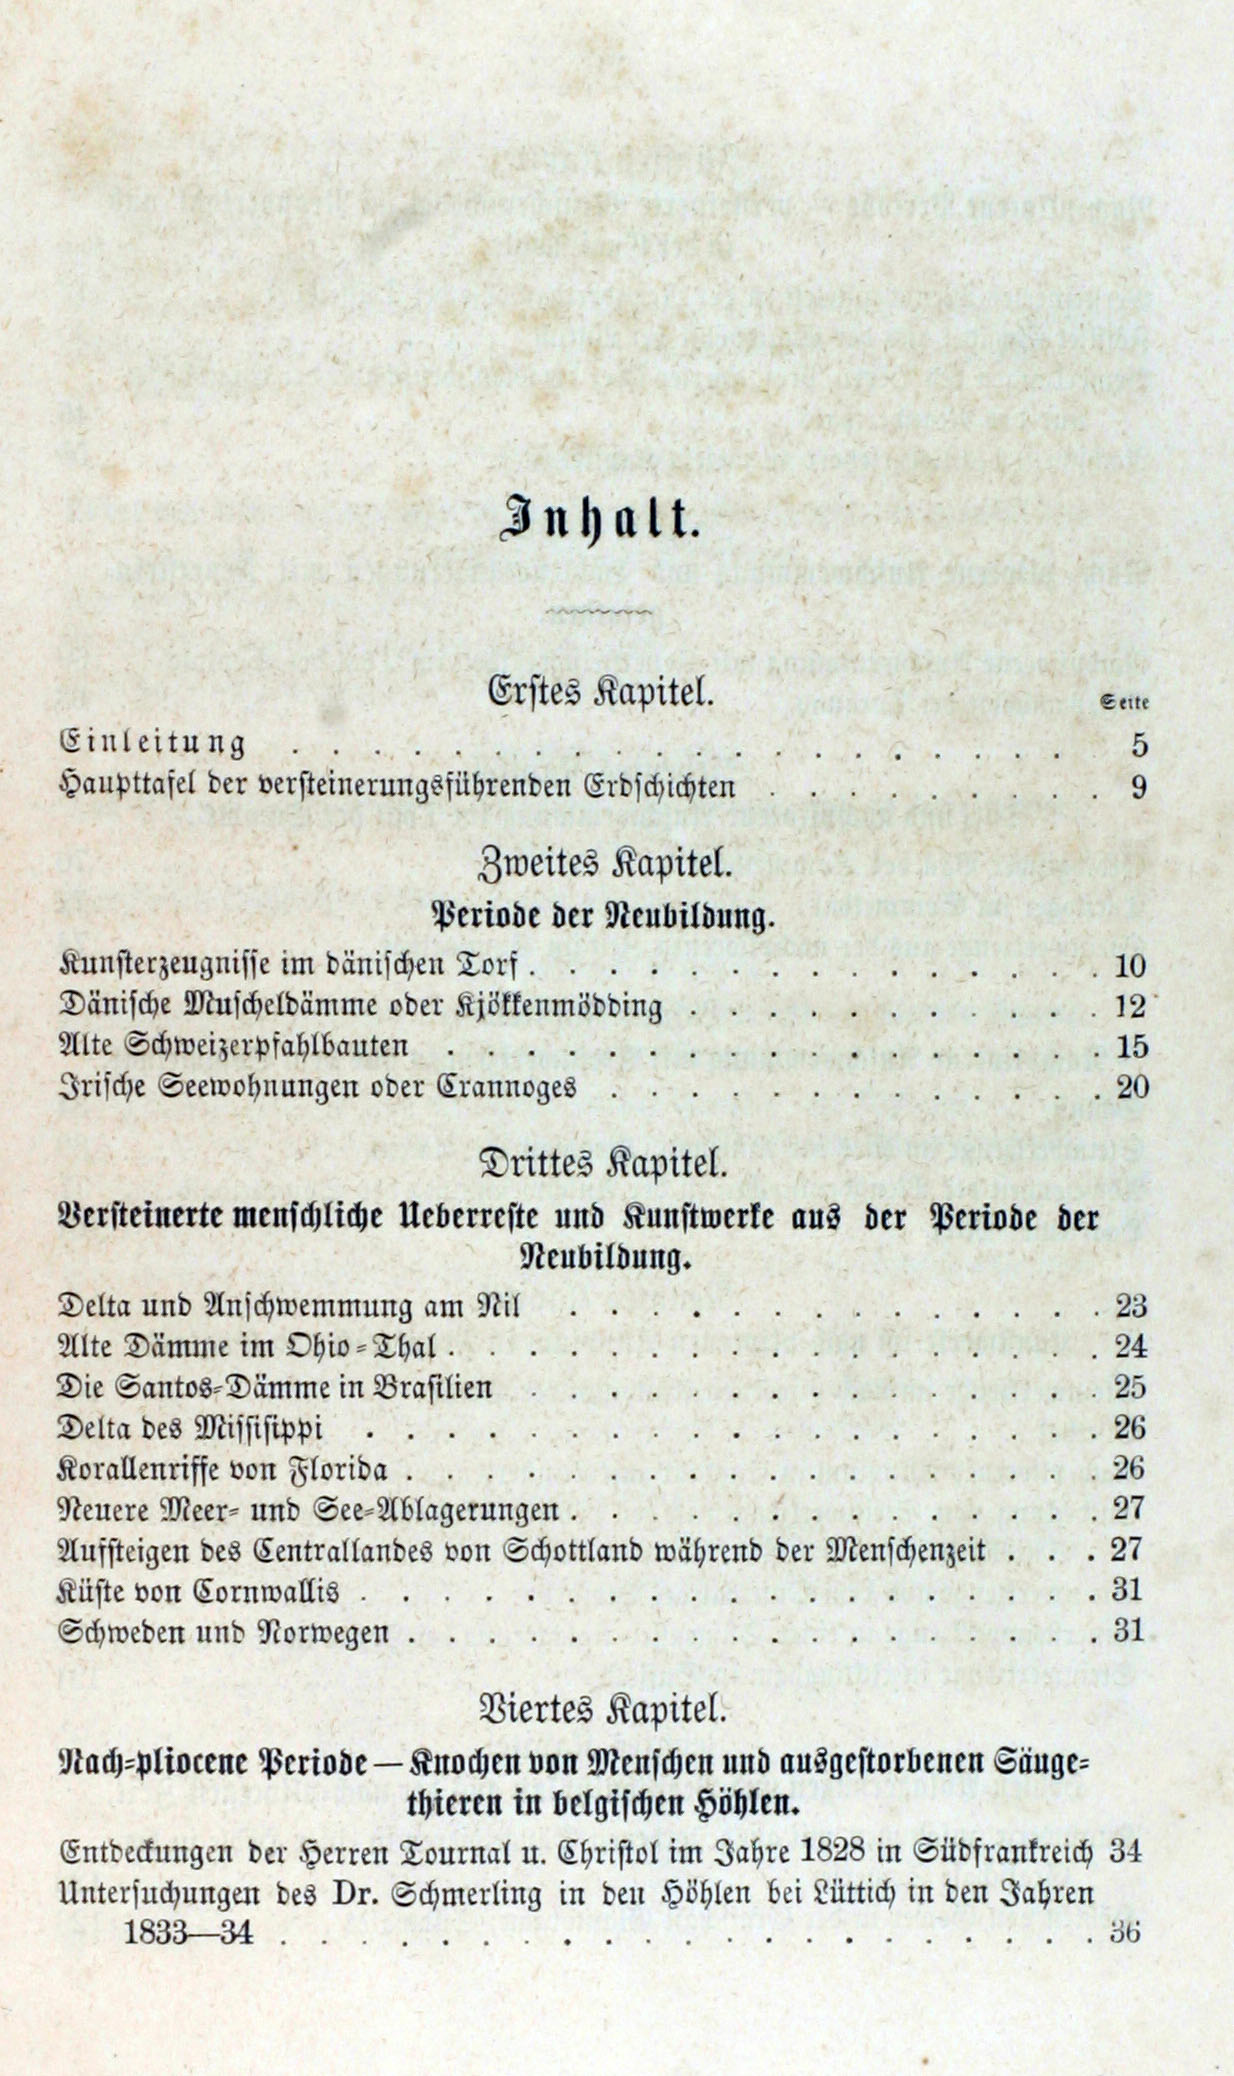 Inhalt.
Erstes Kapitel.
Seite
Einleitung . . . . . . . . . . . . . . . . . . . . 5
Haupttafel der versteinerungsführenden Erdschichten . . . . . . . . . 9
Zweites Kapitel.
Periode der Neubildung.
Kunsterzeugnisse im dänischen Torf . . . . . . . . . . . . . . . 10
Dänische Muscheldämme oder Kjökkenmödding . . . . . . . . . . . 12
Alte Schweizerpfahlbauten . . . . . . . . . . . . . . . . . 15
Irische Seewohnungen oder Crannoges . . . . . . . . . . . . . 20
Drittes Kapitel.
Versteinerte menschliche Ueberreste und Kunstwerke aus der Periode der
Neubildung.
Delta und Anschwemmung am Nil . . . . . . . . . . . . . . 23
Alte Dämme im Ohio-Thal . . . . . . . . . . . . . . . . . 24
Die Santos-Dämme in Brasilien . . . . . . . . . . . . . . . 25
Delta des Missisippi . . . . . . . . . . . . . . . . . . . 26
Korallenriffe von Florida . . . . . . . . . . . . . . . . . . 26
Neuere Meer- und See-Ablagerungen . . . . . . . . . . . . . . 27
Aufsteigen des Centrallandes von Schottland während der Menschenzeit . . . 27
Küste von Cornwallis . . . . . . . . . . . . . . . . . . . 31
Schweden und Norwegen . . . . . . . . . . . . . . . . . . 31
Viertes Kapitel.
Nach-pliocene Periode — Knochen von Menschen und ausgestorbenen Säuge-
thieren in belgischen Höhlen.
Entdeckungen der Herren Tournal u. Christol im Jahre 1828 in Südfrankreich 34
Untersuchungen des Dr. Schmerling in den Höhlen bei Lüttich in den Jahren
1833—34 . . . . . . . . . . . . . . . . . . . . . 36